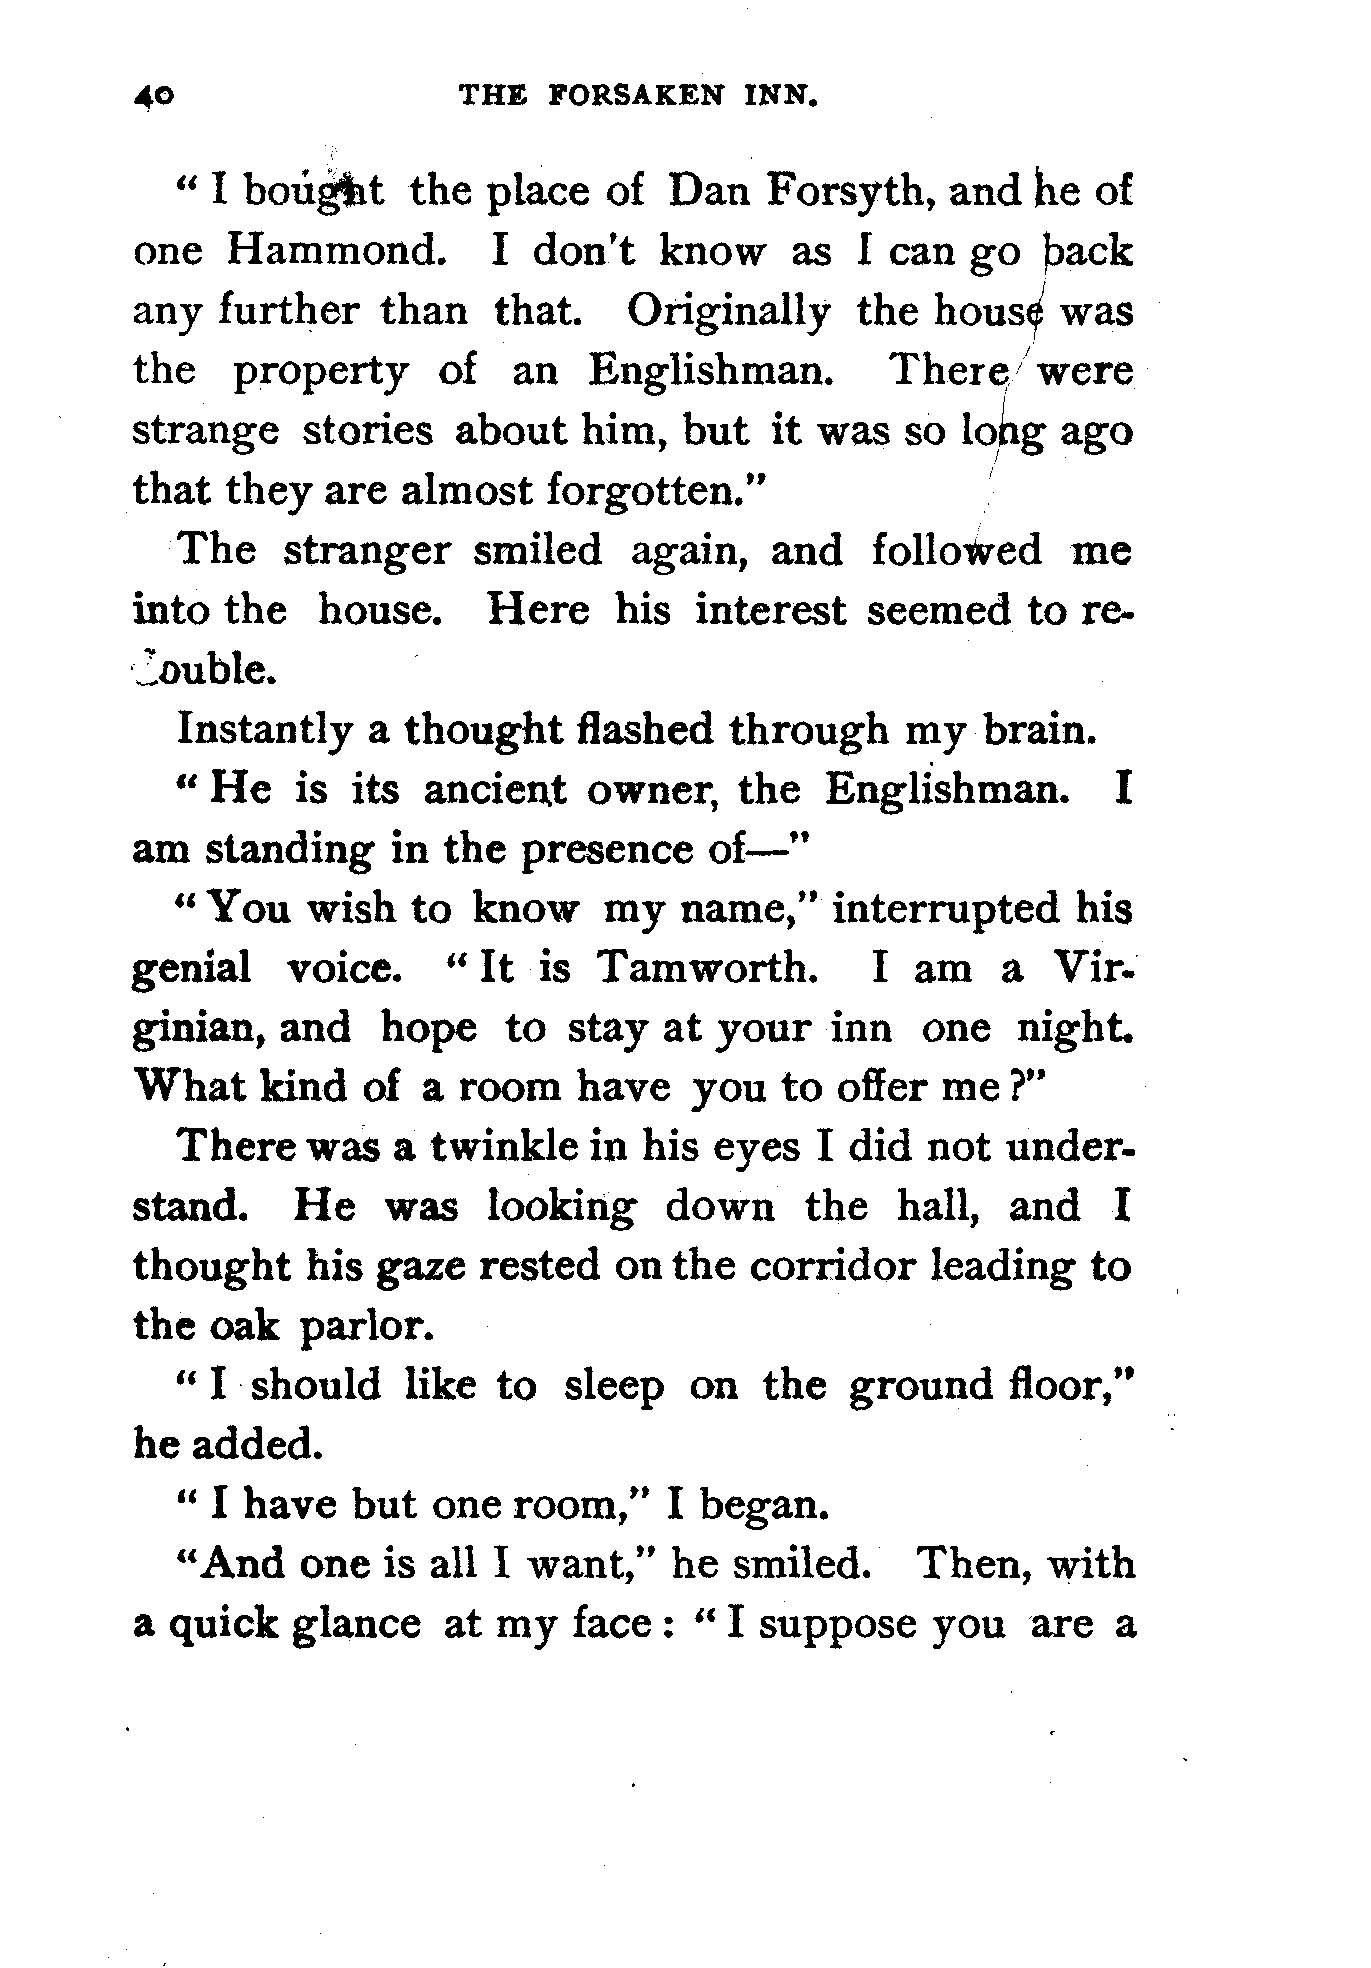 40 THE FORSAKEN INN.
“ I bought the place of Dan Forsyth, and he of
one Hammond. I don't know as I can go back
any further than that. Originally the house was
the property of an Englishman. There were
strange stories about him, but it was so long ago
that they are almost forgotten.”
The stranger smiled again, and followed me
into the house. Here his interest seemed to re-
double.
Instantly a thought flashed through my brain.
“ He is its ancient owner, the Englishman. I
am standing in the presence of—”
“ You wish to know my name,” interrupted his
genial voice. “ It is Tamworth. I am a Vir-
ginian, and hope to stay at your inn one night.
What kind of a room have you to offer me ?”
There was a twinkle in his eyes I did not under-
stand. He was looking down the hall, and I
thought his gaze rested on the corridor leading to
the oak parlor.
“ I should like to sleep on the ground floor,”
he added.
“ I have but one room,” I began.
“And one is all I want,” he smiled. Then, with
a quick glance at my face : “ I suppose you are a